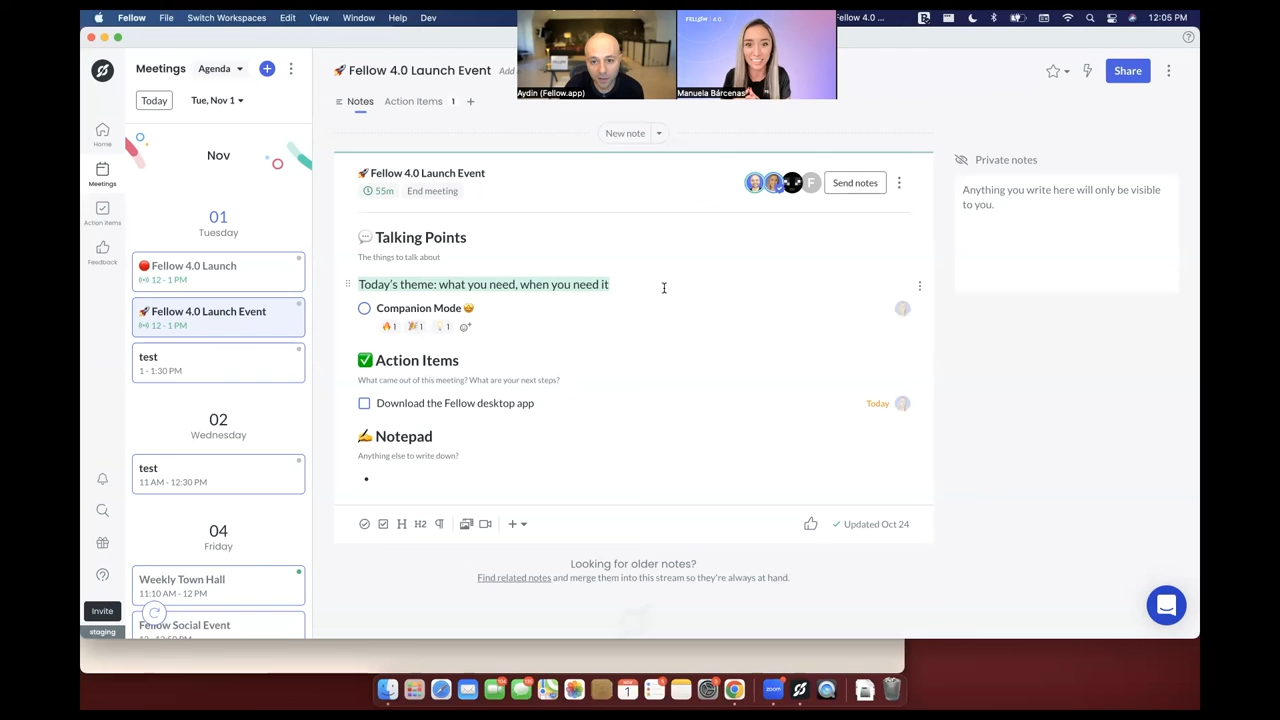 Fellow File Switch Workspaces Edit View Window Help Dev
Fellow 4.0 ... 12:05 PM
FELLOW 4.0
Aydin (Fellow.app) Manuela Bárcenas
Meetings Agenda
Today Tue, Nov 1
Home
Meetings
Action Items
Feedback
Invite
staging
Nov
01
Tuesday
Fellow 4.0 Launch
12 - 1 PM
🚀 Fellow 4.0 Launch Event
12 - 1 PM
test
1 - 1:30 PM
02
Wednesday
test
11 AM - 12:30 PM
04
Friday
Weekly Town Hall
11:10 AM - 12 PM
Fellow Social Event
🚀 Fellow 4.0 Launch Event Add
Share
Notes Action Items 1
New note
🚀 Fellow 4.0 Launch Event
55m End meeting
F
Send notes
💬 Talking Points
The things to talk about
Today's theme: what you need, when you need it
Companion Mode 🤩
🔥1 🎉1 💡1
✅ Action Items
What came out of this meeting? What are your next steps?
Download the Fellow desktop app Today
✍️ Notepad
Anything else to write down?
H H2
Updated Oct 24
Looking for older notes?
Find related notes and merge them into this stream so they're always at hand.
Private notes
Anything you write here will only be visible
to you.